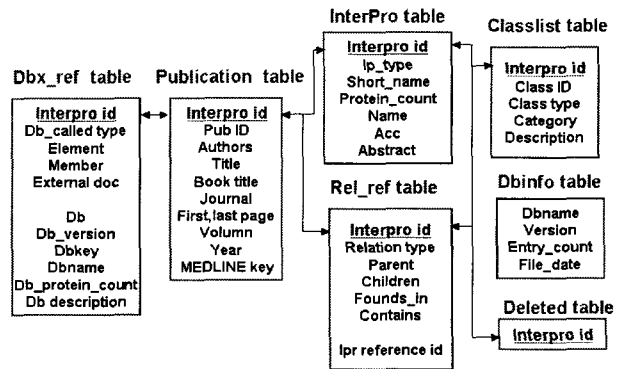 Dbx_ref table
Interpro id
Db_called type
Element
Member
External doc
Db
Db_version
Dbkey
Dbname
Db_protein_count
Db description
Publication table
Interpro id
Pub ID
Authors
Title
Book title
Journal
First,last page
Volumn
Year
MEDLINE key
InterPro table
Interpro id
Ip_type
Short_name
Protein_count
Name
Acc
Abstract
Rel_ref table
Interpro id
Relation type
Parent
Children
Founds_in
Contains
Ipr reference id
Classlist table
Interpro id
Class ID
Class type
Category
Description
Dbinfo table
Dbname
Version
Entry_count
File_date
Deleted table
Interpro id